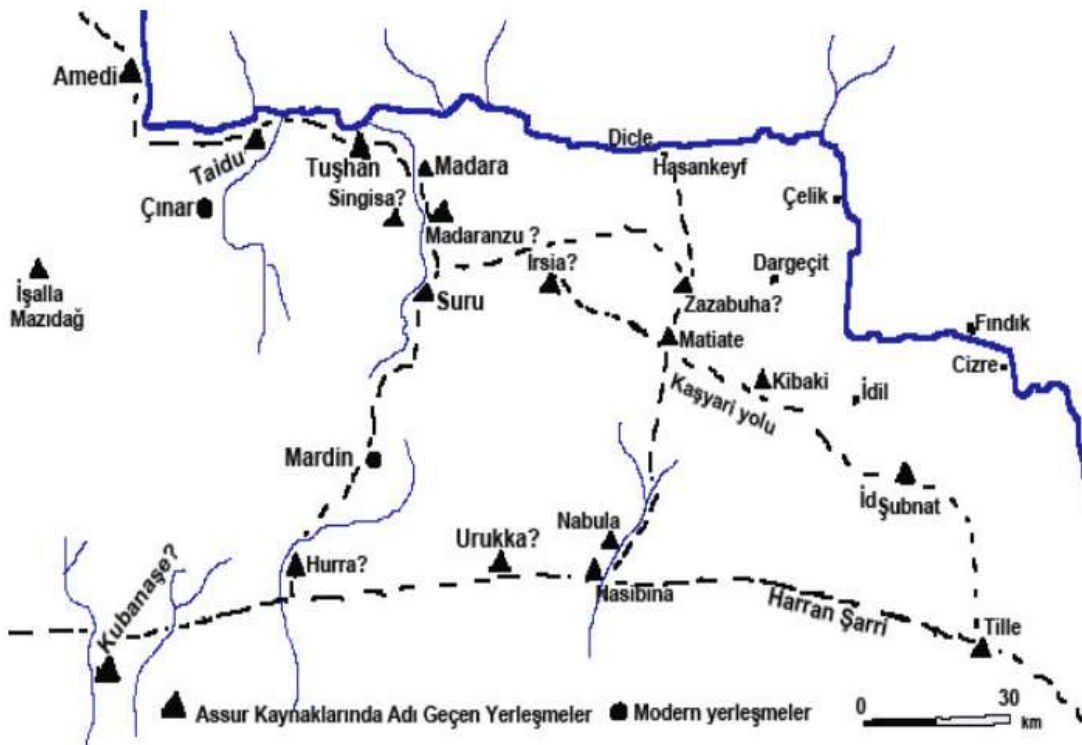 Amedi
Taidu
Tuşhan
Madara
Dicle
Hasankeyf
Çınar
Singisa?
Madaranzu ?
Çelik
İşalla
Mazıdağ
Suru
Irsia?
Zazabuha?
Dargeçit
Matiate
Fındık
Cizre
Kibaki
İdil
Kaşyari yolu
Mardin
İd Şubnat
Nabula
Urukka?
Hurra?
Nasibina
Kubanaşe?
Harran Şarri
Tille
Assur Kaynaklarında Adı Geçen Yerleşmeler
Modern yerleşmeler
0 30
km